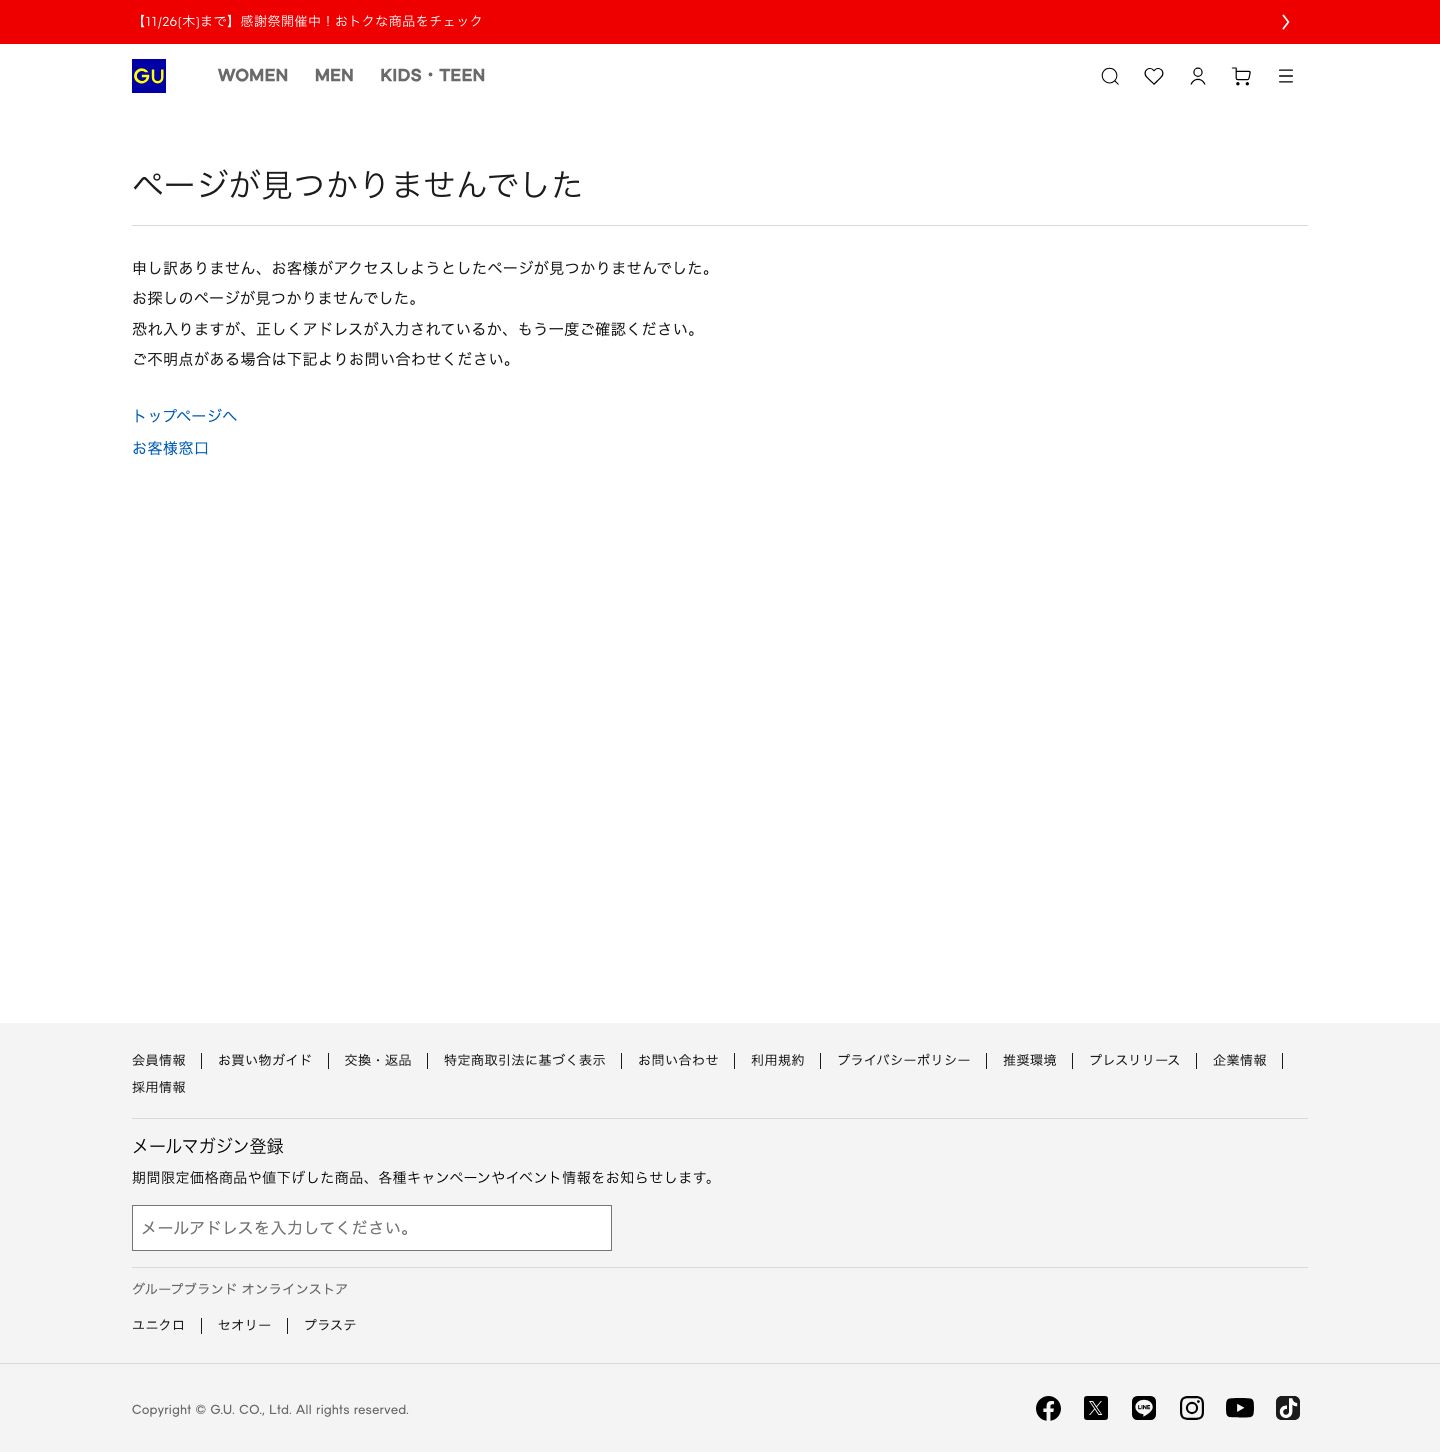 【11/26(木)まで】感謝祭開催中！おトクな商品をチェック
GU WOMEN MEN KIDS・TEEN
ページが見つかりませんでした
申し訳ありません、お客様がアクセスしようとしたページが見つかりませんでした。
お探しのページが見つかりませんでした。
恐れ入りますが、正しくアドレスが入力されているか、もう一度ご確認ください。
ご不明点がある場合は下記よりお問い合わせください。
トップページへ
お客様窓口
会員情報 | お買い物ガイド | 交換・返品 | 特定商取引法に基づく表示 | お問い合わせ | 利用規約 | プライバシーポリシー | 推奨環境 | プレスリリース | 企業情報 |
採用情報
メールマガジン登録
期間限定価格商品や値下げした商品、各種キャンペーンやイベント情報をお知らせします。
メールアドレスを入力してください。
グループブランド オンラインストア
ユニクロ | セオリー | プラステ
Copyright © G.U. CO., Ltd. All rights reserved.
LINE